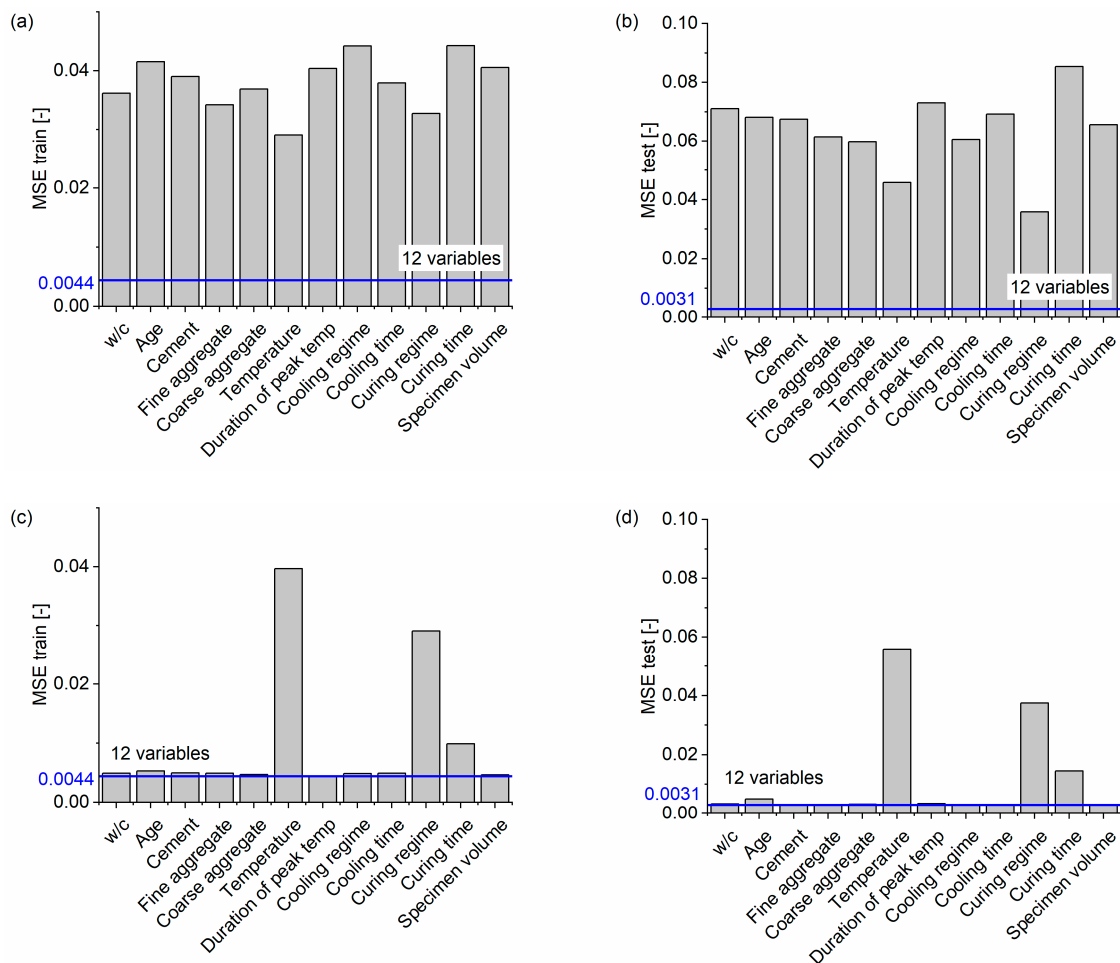 (a)
MSE train [-]
0.04
0.02
0.00
0.0044
12 variables
w/c
Age
Cement
Fine aggregate
Coarse aggregate
Temperature
Duration of peak temp
Cooling regime
Cooling time
Curing regime
Curing time
Specimen volume
(b)
MSE test [-]
0.10
0.08
0.06
0.04
0.02
0.00
0.0031
12 variables
w/c
Age
Cement
Fine aggregate
Coarse aggregate
Temperature
Duration of peak temp
Cooling regime
Cooling time
Curing regime
Curing time
Specimen volume
(c)
MSE train [-]
0.04
0.02
0.00
0.0044
12 variables
w/c
Age
Cement
Fine aggregate
Coarse aggregate
Temperature
Duration of peak temp
Cooling regime
Cooling time
Curing regime
Curing time
Specimen volume
(d)
MSE test [-]
0.10
0.08
0.06
0.04
0.02
0.00
0.0031
12 variables
w/c
Age
Cement
Fine aggregate
Coarse aggregate
Temperature
Duration of peak temp
Cooling regime
Cooling time
Curing regime
Curing time
Specimen volume